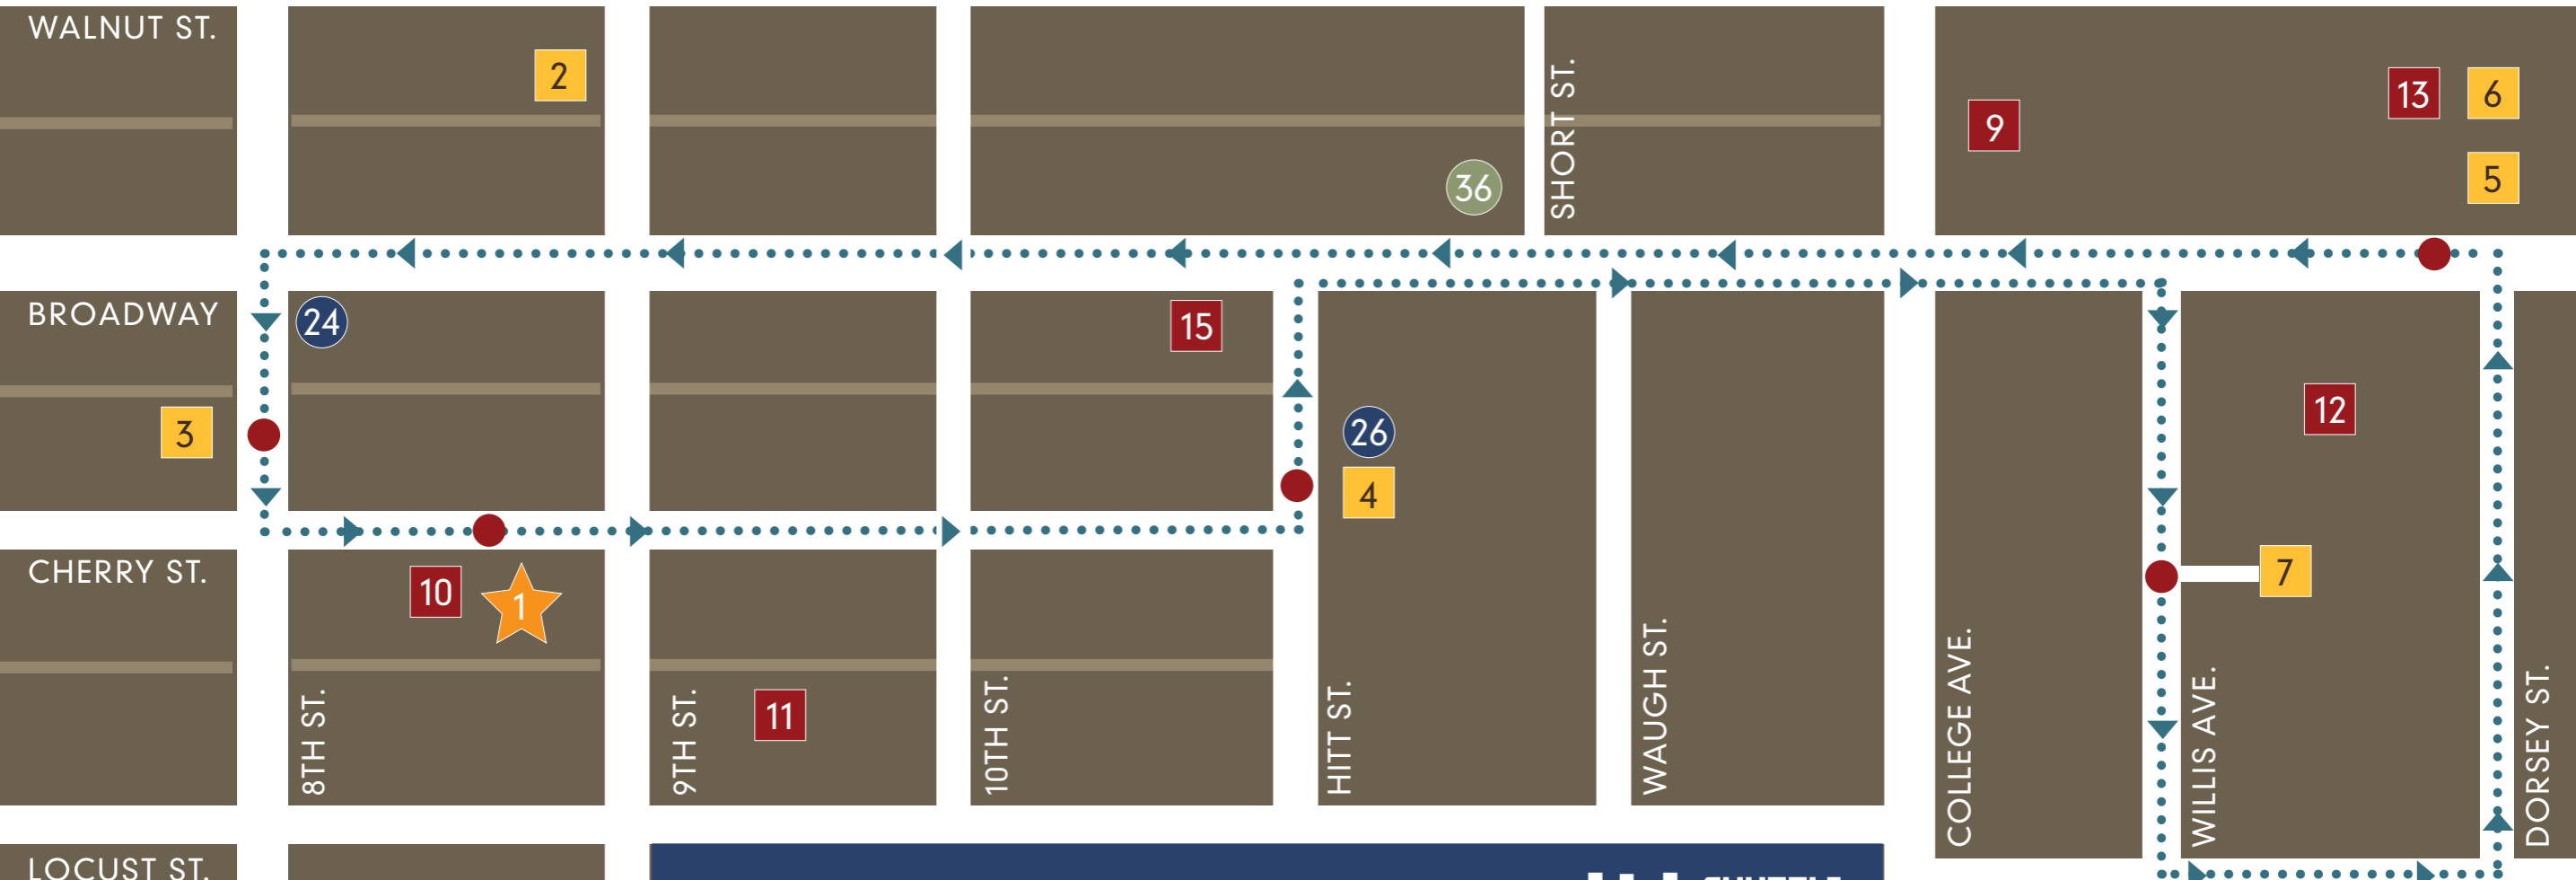 WALNUT ST.
2
13
6
9
5
SHORT ST.
36
BROADWAY
24
15
12
3
26
4
CHERRY ST.
10
1
7
11
8TH ST.
9TH ST.
10TH ST.
HITT ST.
WAUGH ST.
COLLEGE AVE.
WILLIS AVE.
DORSEY ST.
LOCUST ST.
SHUTTLE